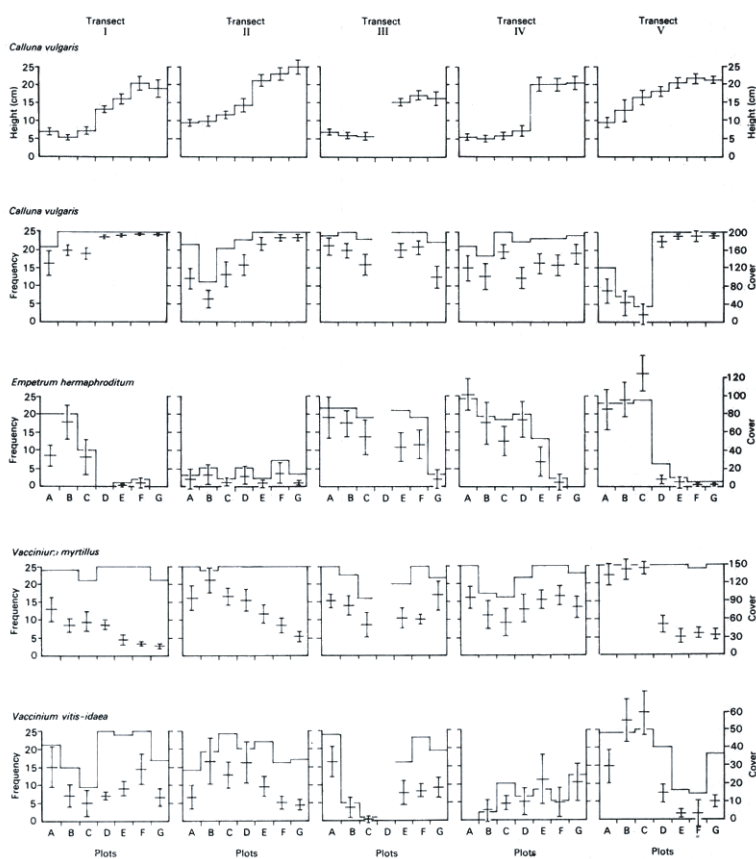 Transect Transect Transect Transect Transect
I II III IV V
Calluna vulgaris
Height (cm)
25 20 15 10 5 0
25 20 15 10 5 0
Height (cm)
Calluna vulgaris
Frequency
25 20 15 10 5 0
200 160 120 80 40 0
Cover
Empetrum hermaphroditum
Frequency
25 20 15 10 5 0
120 100 80 60 40 20 0
Cover
A B C D E F G A B C D E F G A B C D E F G A B C D E F G A B C D E F G
Vaccinium myrtillus
Frequency
25 20 15 10 5 0
150 120 90 60 30 0
Cover
Vaccinium vitis-idaea
Frequency
25 20 15 10 5 0
60 50 40 30 20 10 0
Cover
A B C D E F G A B C D E F G A B C D E F G A B C D E F G A B C D E F G
Plots Plots Plots Plots Plots